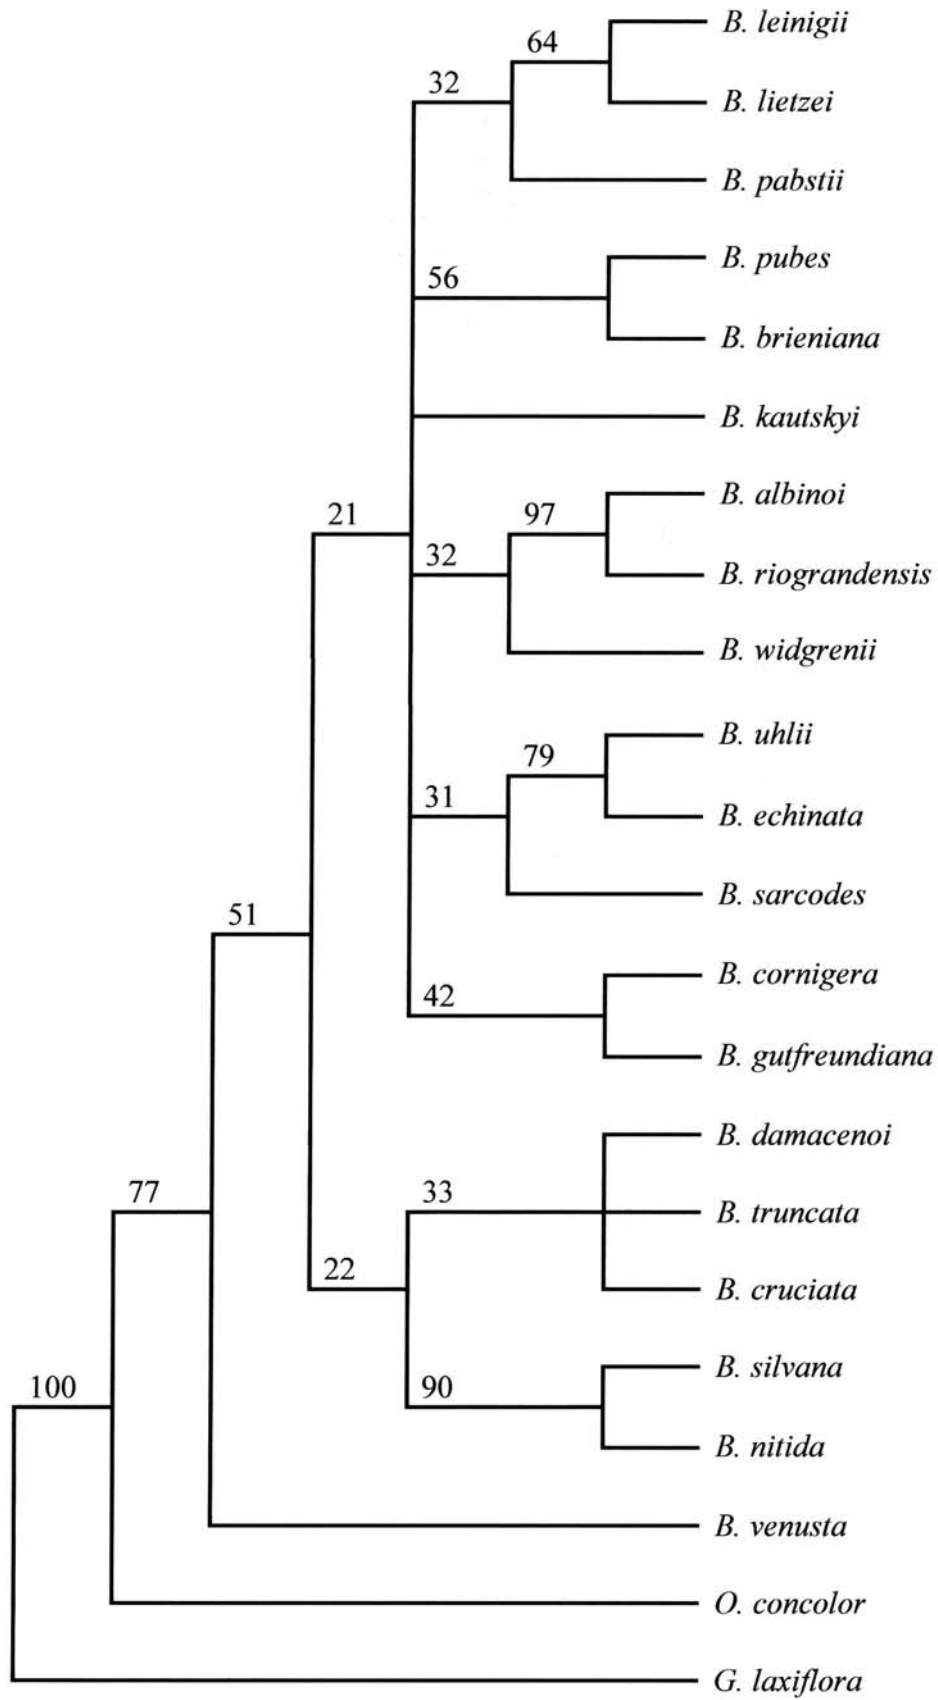 B. leinigii
64
32
B. lietzei
B. pabstii
B. pubes
56
B. brieniana
B. kautskyi
B. albinoi
21
97
32
B. riograndensis
B. widgrenii
B. uhlii
79
31
B. echinata
B. sarcodes
51
B. cornigera
42
B. gutfreundiana
B. damacenoi
77
33
B. truncata
22
B. cruciata
B. silvana
100
90
B. nitida
B. venusta
O. concolor
G. laxiflora